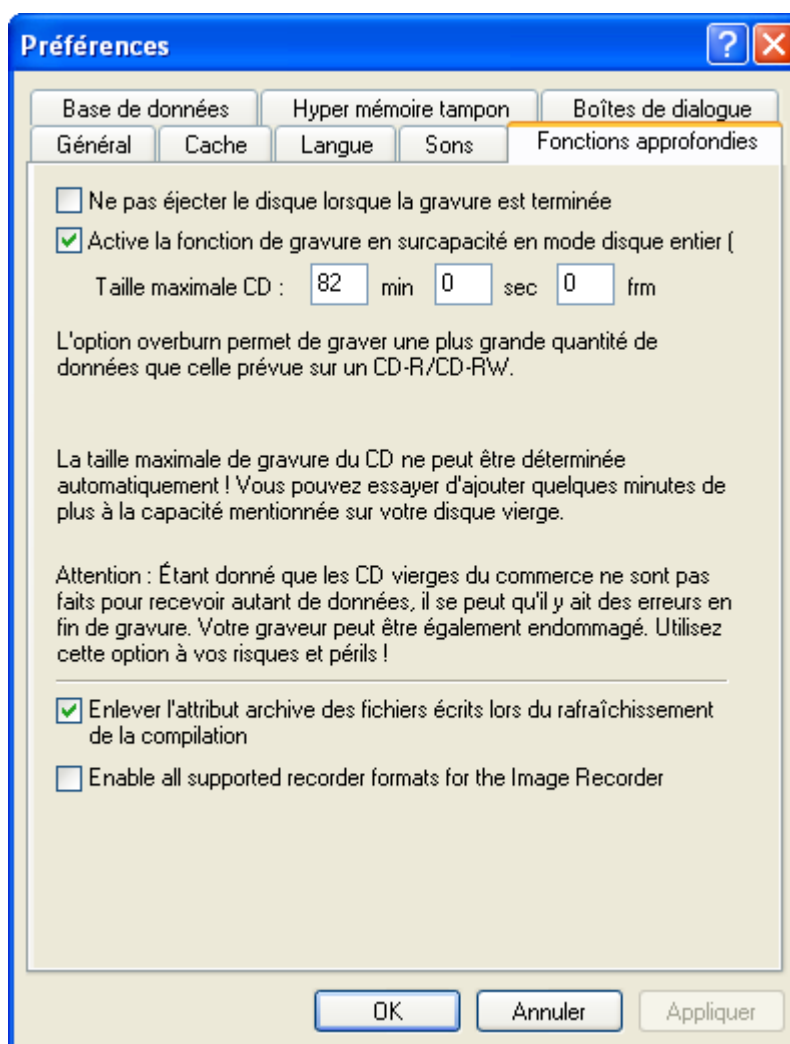 Préférences
Base de données
Hyper mémoire tampon
Boîtes de dialogue
Général
Cache
Langue
Sons
Fonctions approfondies
Ne pas éjecter le disque lorsque la gravure est terminée
Active la fonction de gravure en surcapacité en mode disque entier (
Taille maximale CD : 82 min 0 sec 0 frm
L'option overburn permet de graver une plus grande quantité de
données que celle prévue sur un CD-R/CD-RW.
La taille maximale de gravure du CD ne peut être déterminée
automatiquement ! Vous pouvez essayer d'ajouter quelques minutes de
plus à la capacité mentionnée sur votre disque vierge.
Attention : Étant donné que les CD vierges du commerce ne sont pas
faits pour recevoir autant de données, il se peut qu'il y ait des erreurs en
fin de gravure. Votre graveur peut être également endommagé. Utilisez
cette option à vos risques et périls !
Enlever l'attribut archive des fichiers écrits lors du rafraîchissement
de la compilation
Enable all supported recorder formats for the Image Recorder
OK
Annuler
Appliquer